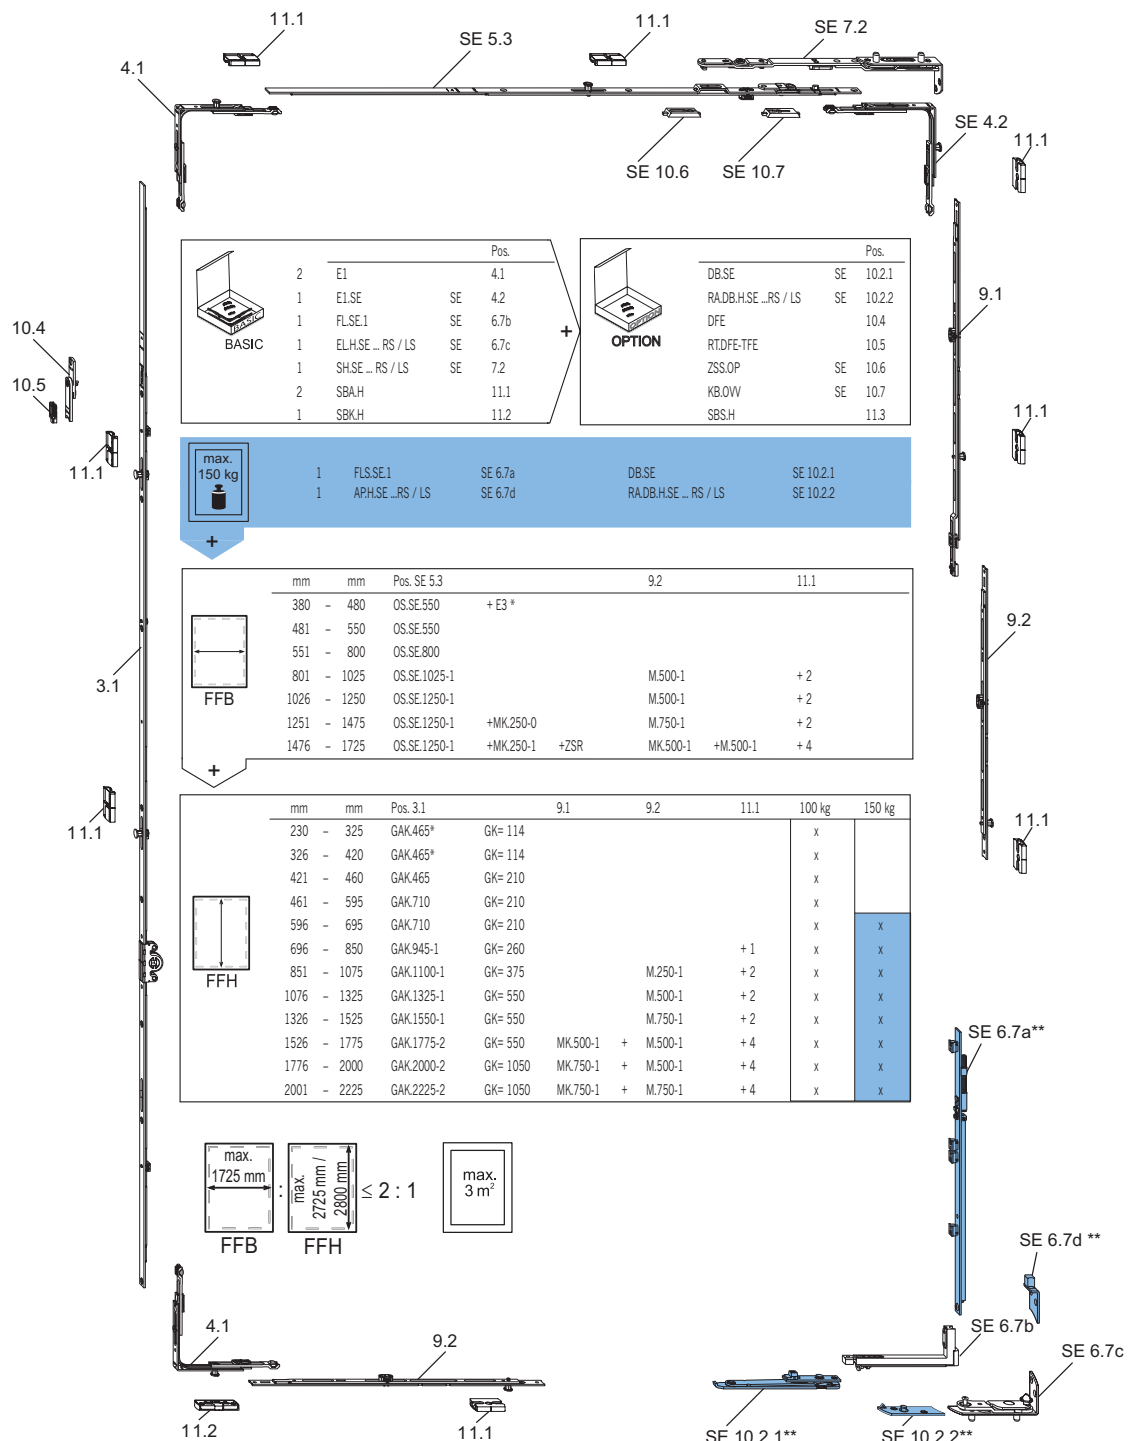 11.1
11.1
SE 5.3
SE 7.2
4.1
SE 4.2
11.1
SE 10.6
SE 10.7
Pos.
2 E1 4.1
1 E1.SE SE 4.2
1 FL.SE.1 SE 6.7b
1 EL.H.SE ... RS / LS SE 6.7c
1 SH.SE ... RS / LS SE 7.2
2 SBA.H 11.1
1 SBK.H 11.2
BASIC
BASIC
+
Pos.
DB.SE SE 10.2.1
RA.DB.H.SE ...RS / LS SE 10.2.2
DFE 10.4
RT.DFE-TFE 10.5
ZSS.OP SE 10.6
KB.OVV SE 10.7
SBS.H 11.3
OPTION
OPTION
9.1
10.4
10.5
11.1
11.1
max.
150 kg
1 FLS.SE.1 SE 6.7a DB.SE SE 10.2.1
1 AP.H.SE ...RS / LS SE 6.7d RA.DB.H.SE ... RS / LS SE 10.2.2
+
mm mm Pos. SE 5.3 9.2 11.1
380 – 480 OS.SE.550 + E3 *
481 – 550 OS.SE.550
551 – 800 OS.SE.800
801 – 1025 OS.SE.1025-1 M.500-1 + 2
1026 – 1250 OS.SE.1250-1 M.500-1 + 2
1251 – 1475 OS.SE.1250-1 +MK.250-0 M.750-1 + 2
1476 – 1725 OS.SE.1250-1 +MK.250-1 +ZSR MK.500-1 +M.500-1 + 4
FFB
+
9.2
3.1
11.1
11.1
mm mm Pos. 3.1 9.1 9.2 11.1 100 kg 150 kg
230 – 325 GAK.465* GK= 114 x
326 – 420 GAK.465* GK= 114 x
421 – 460 GAK.465 GK= 210 x
461 – 595 GAK.710 GK= 210 x
596 – 695 GAK.710 GK= 210 x x
696 – 850 GAK.945-1 GK= 260 + 1 x x
851 – 1075 GAK.1100-1 GK= 375 M.250-1 + 2 x x
1076 – 1325 GAK.1325-1 GK= 550 M.500-1 + 2 x x
1326 – 1525 GAK.1550-1 GK= 550 M.750-1 + 2 x x
1526 – 1775 GAK.1775-2 GK= 550 MK.500-1 + M.500-1 + 4 x x
1776 – 2000 GAK.2000-2 GK= 1050 MK.750-1 + M.500-1 + 4 x x
2001 – 2225 GAK.2225-2 GK= 1050 MK.750-1 + M.750-1 + 4 x x
FFH
SE 6.7a**
max.
1725 mm
FFB
:
max.
2725 mm /
2800 mm
FFH
≤ 2 : 1
max.
3 m²
SE 6.7d **
4.1
9.2
SE 6.7b
SE 6.7c
11.2
11.1
SE 10.2.1**
SE 10.2.2**